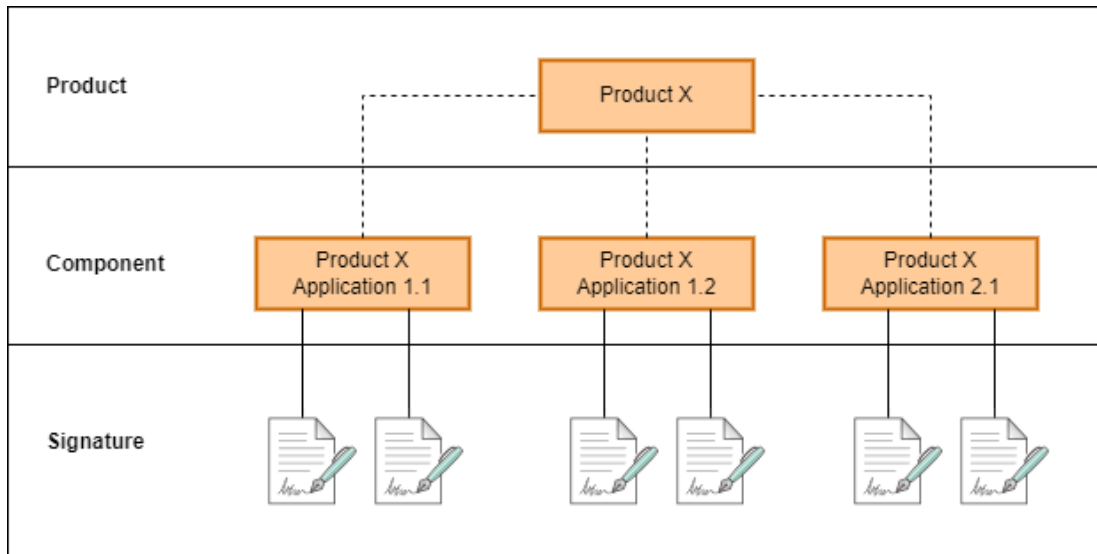 Product
Product X
Component
Product X
Application 1.1
Product X
Application 1.2
Product X
Application 2.1
Signature